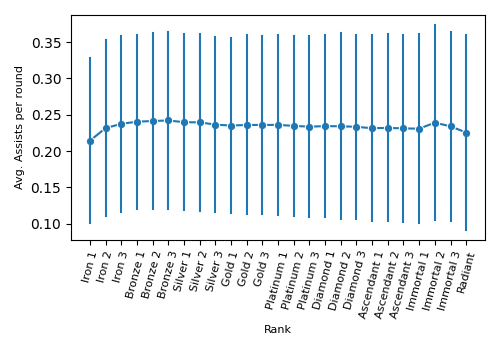 0.35
0.30
0.25
0.20
0.15
0.10
Avg. Assists per round
Iron 1
Iron 2
Iron 3
Bronze 1
Bronze 2
Bronze 3
Silver 1
Silver 2
Silver 3
Gold 1
Gold 2
Gold 3
Platinum 1
Platinum 2
Platinum 3
Diamond 1
Diamond 2
Diamond 3
Ascendant 1
Ascendant 2
Ascendant 3
Immortal 1
Immortal 2
Immortal 3
Radiant
Rank